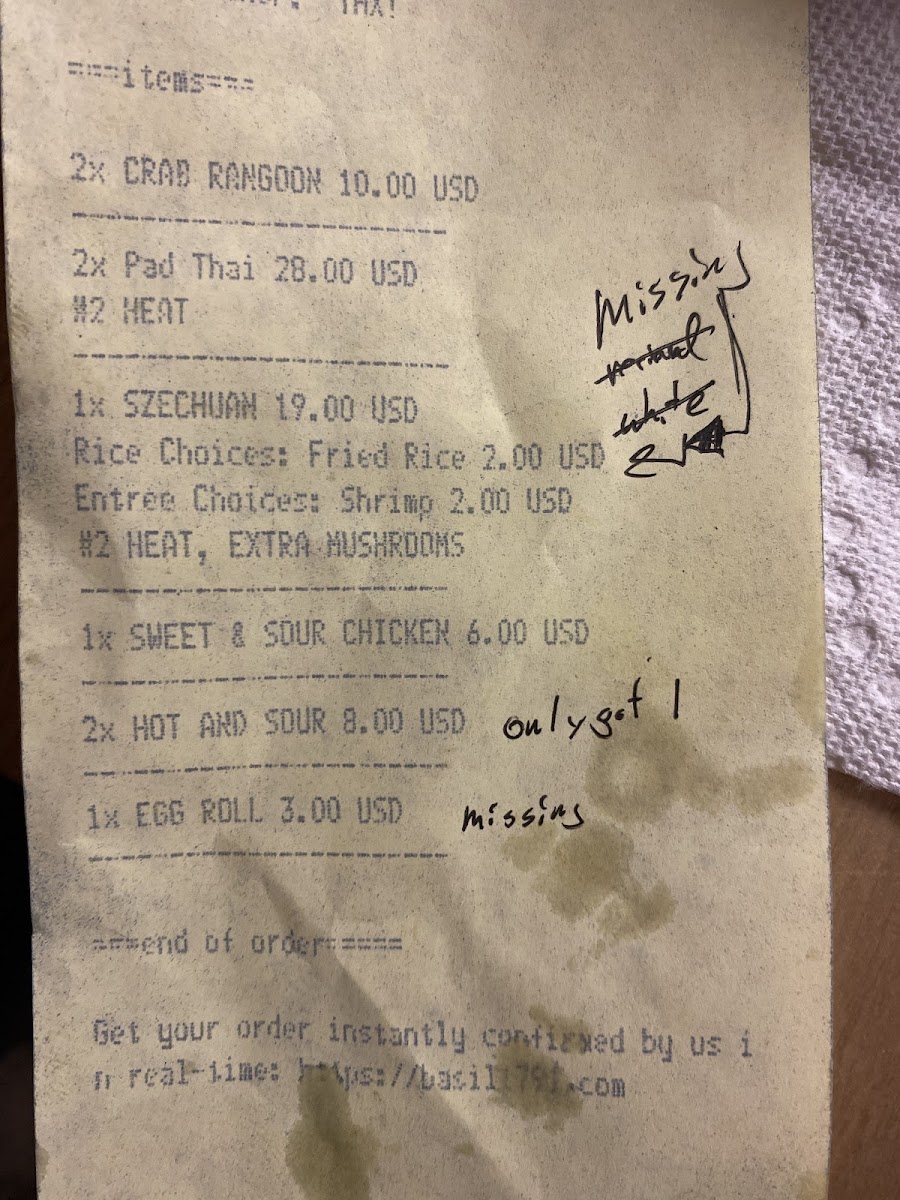 THX!
===items===
2x CRAB RANGOON 10.00 USD
2x Pad Thai 28.00 USD
#2 HEAT
Missing
white
1x SZECHUAN 19.00 USD
Rice Choices: Fried Rice 2.00 USD
Entree Choices: Shrimp 2.00 USD
#2 HEAT, EXTRA MUSHROOMS
1x SWEET & SOUR CHICKEN 6.00 USD
2x HOT AND SOUR 8.00 USD only got 1
1x EGG ROLL 3.00 USD missing
===end of order=====
Get your order instantly confirmed by us i
n real-time: